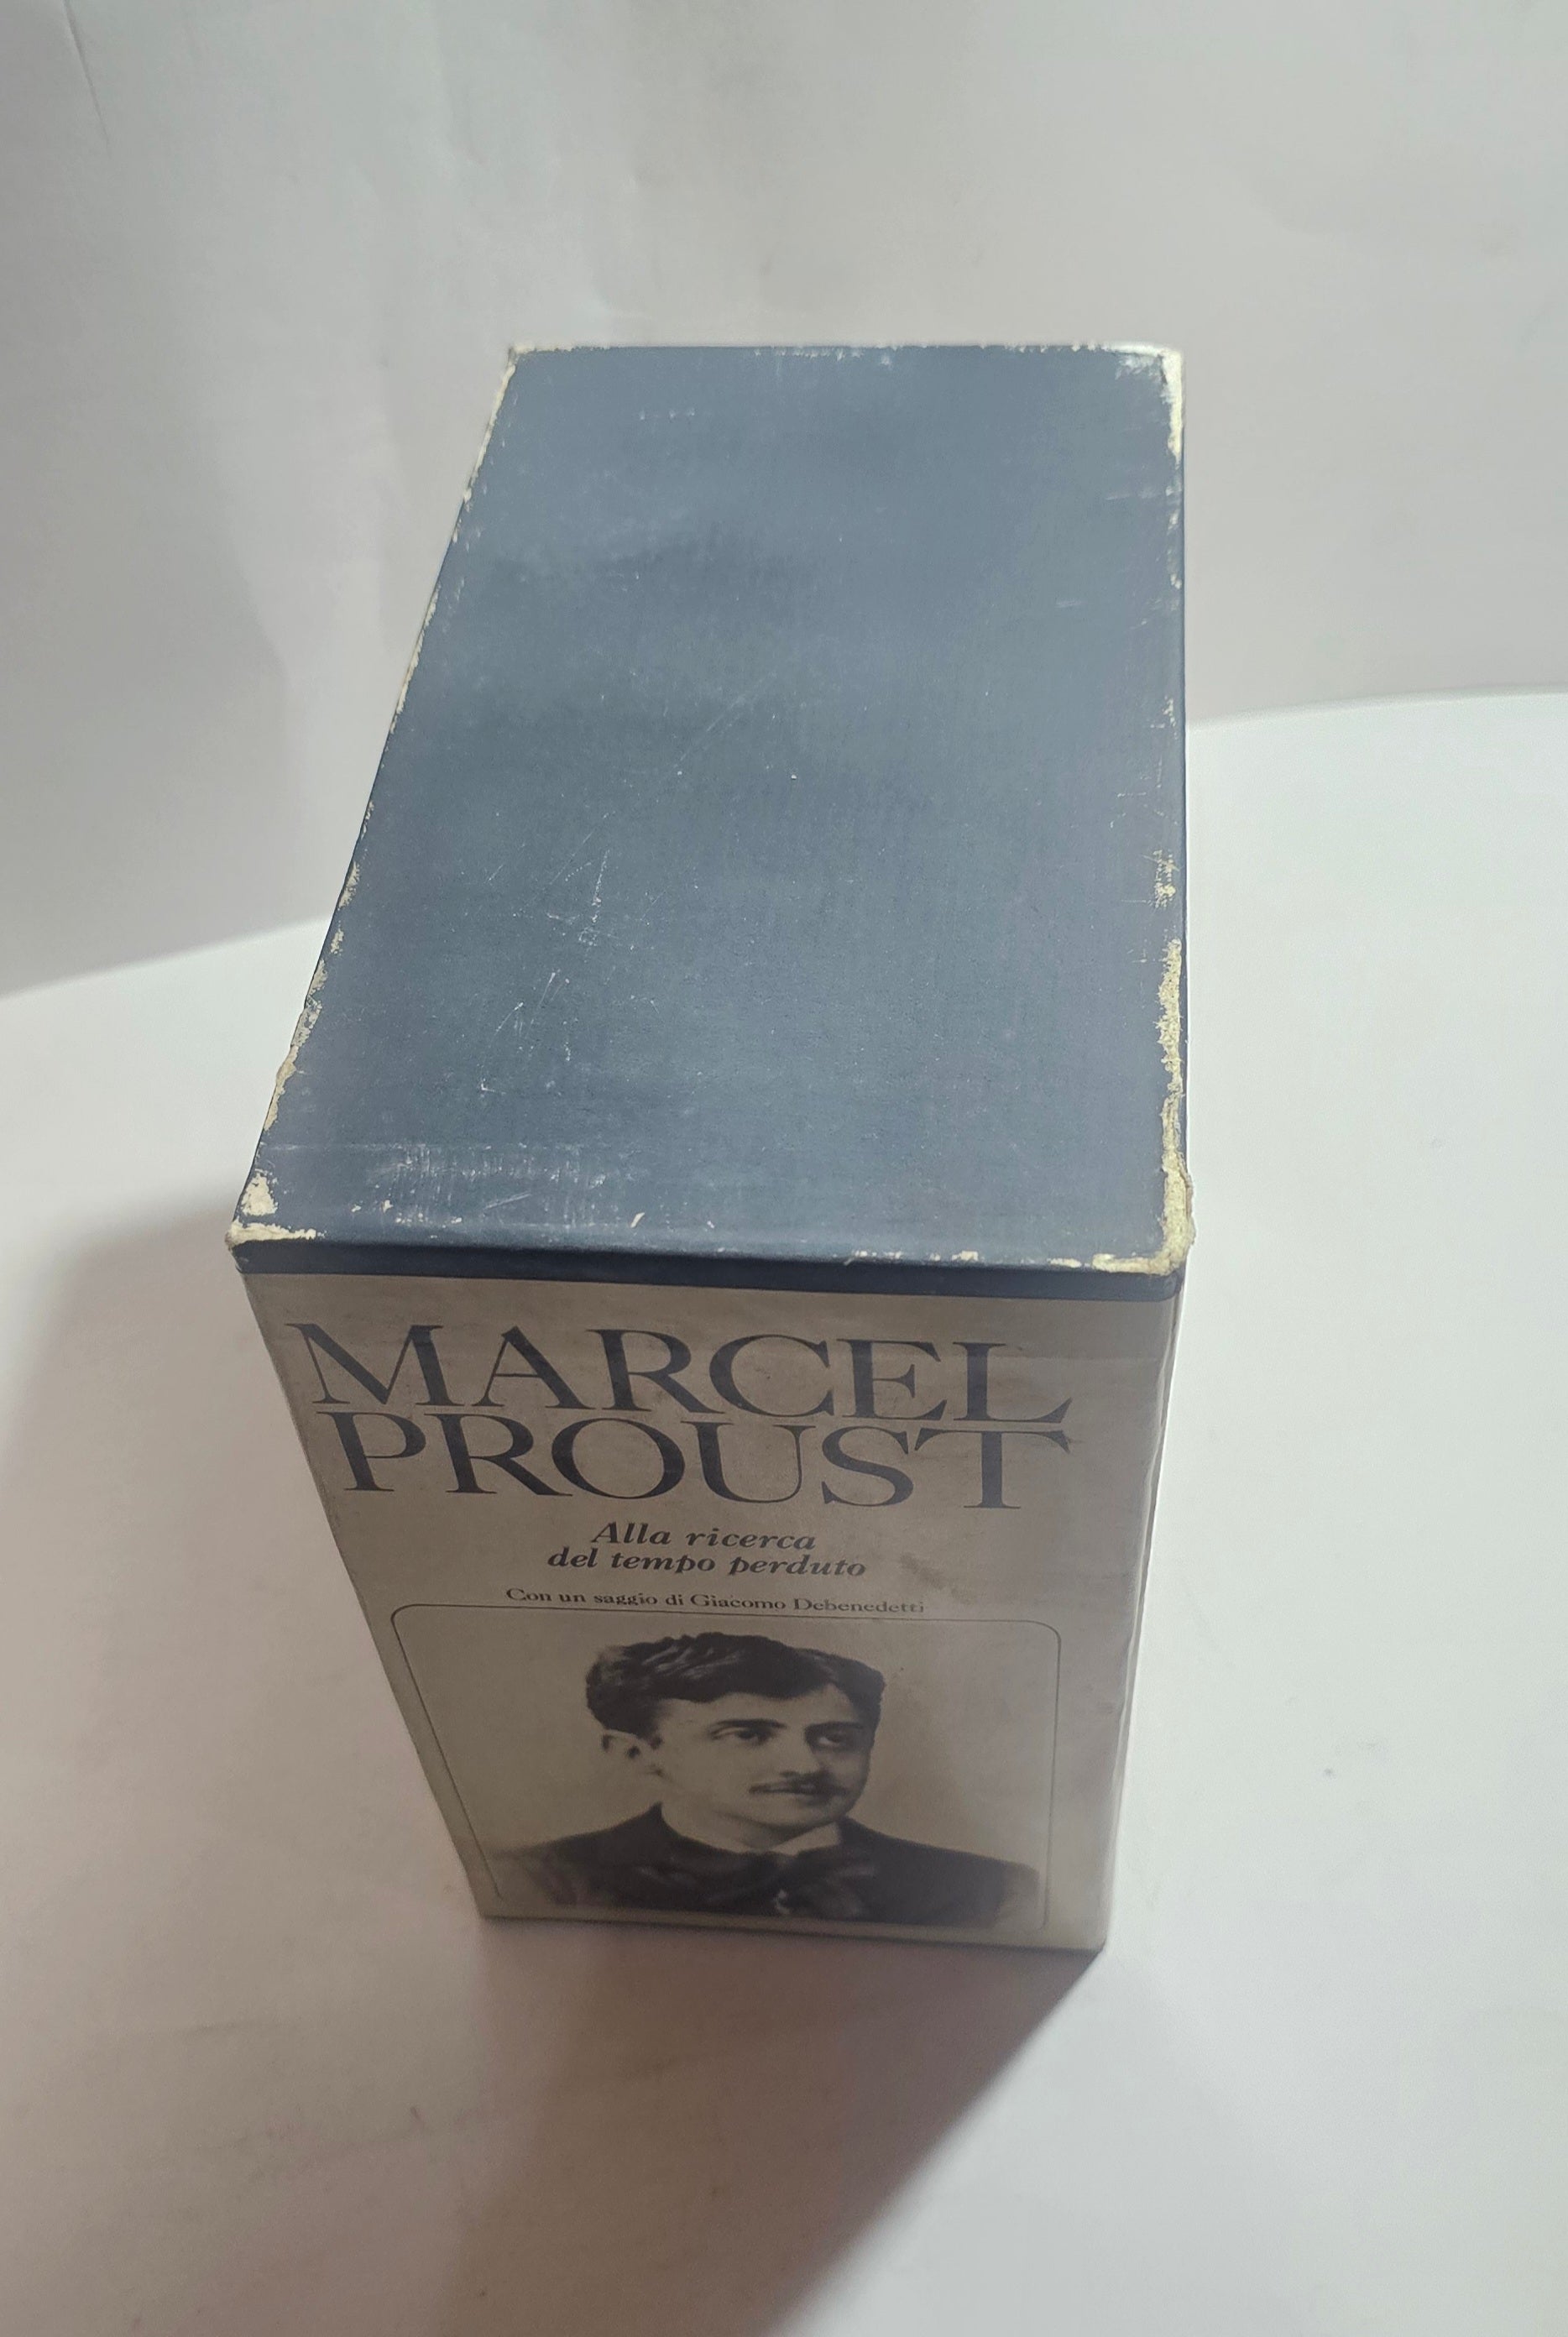 MARCEL
PROUST
Alla ricerca
del tempo perduto
Con un saggio di Giacomo Debenedetti